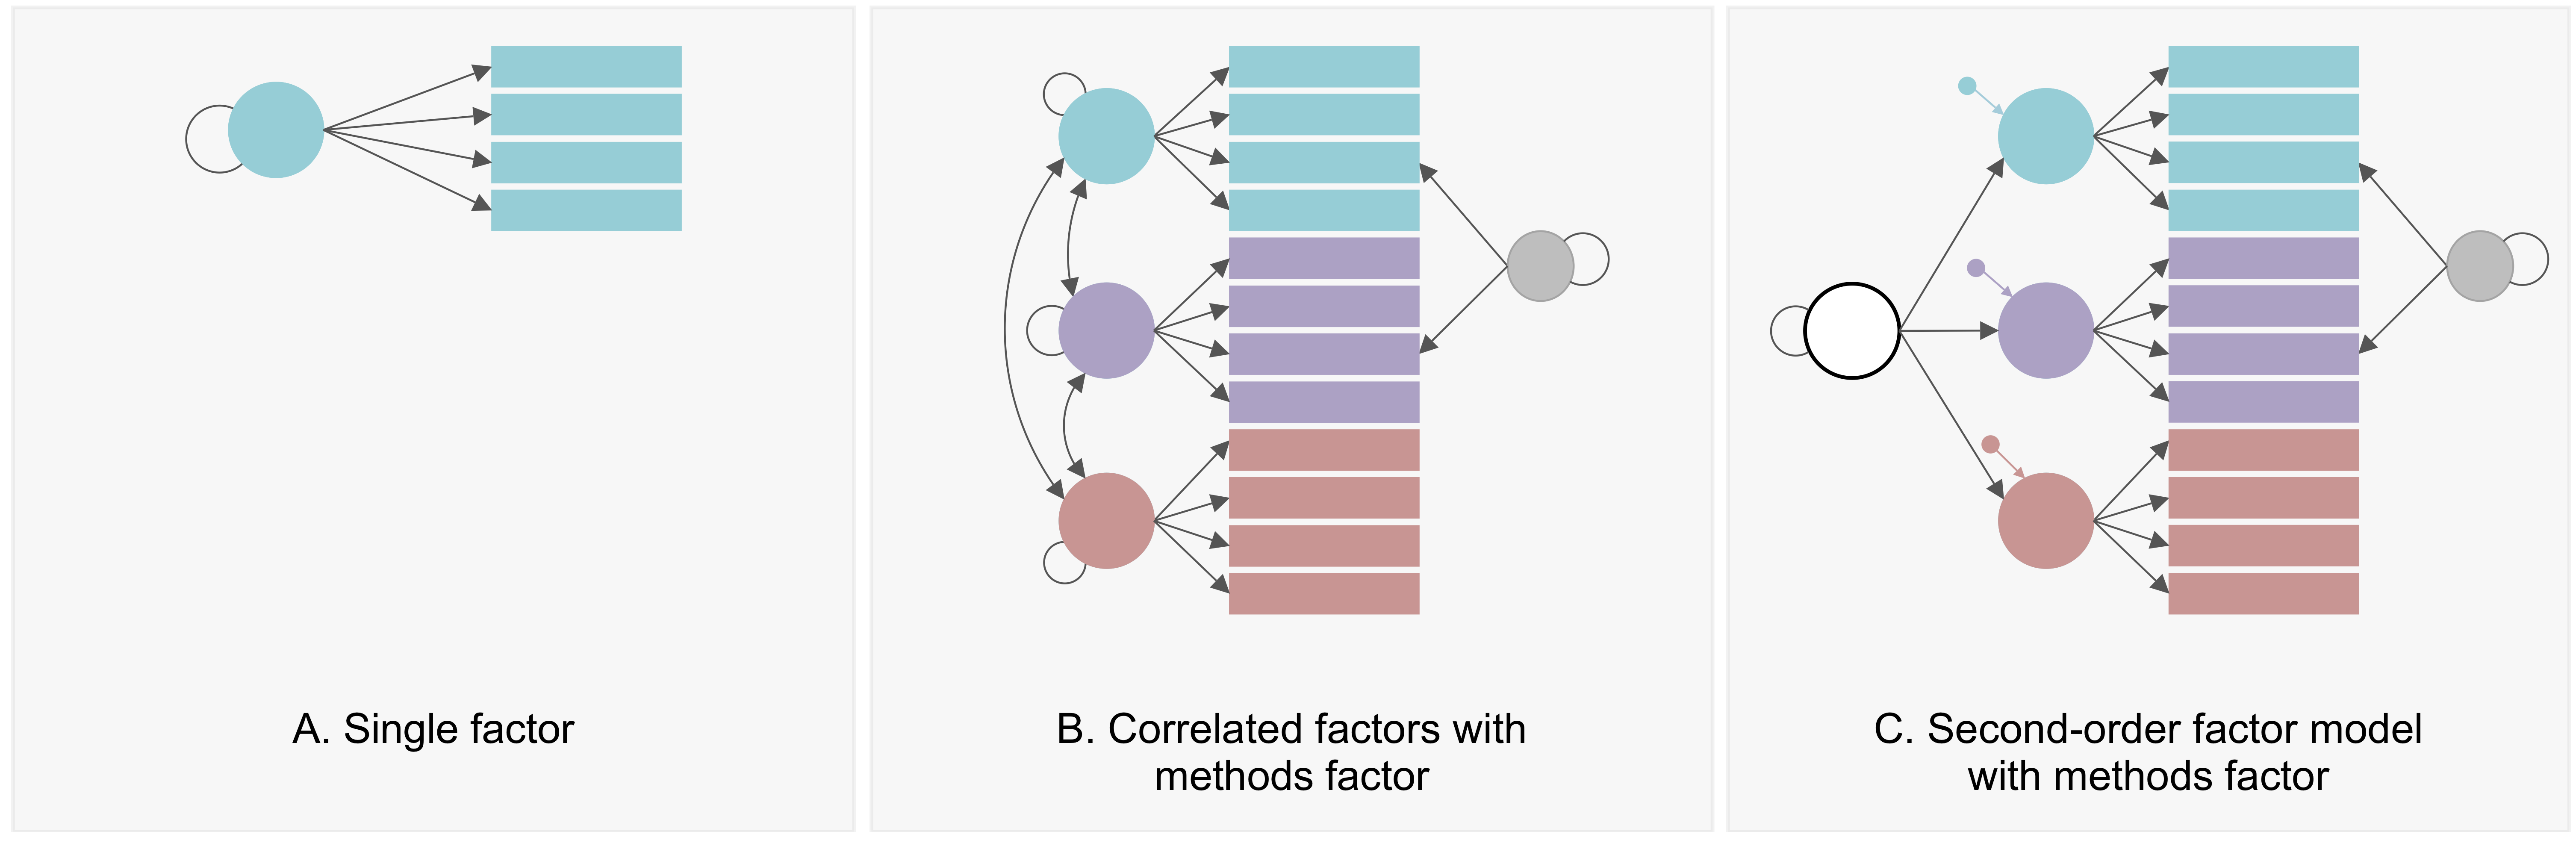 A. Single factor
B. Correlated factors with
methods factor
C. Second-order factor model
with methods factor